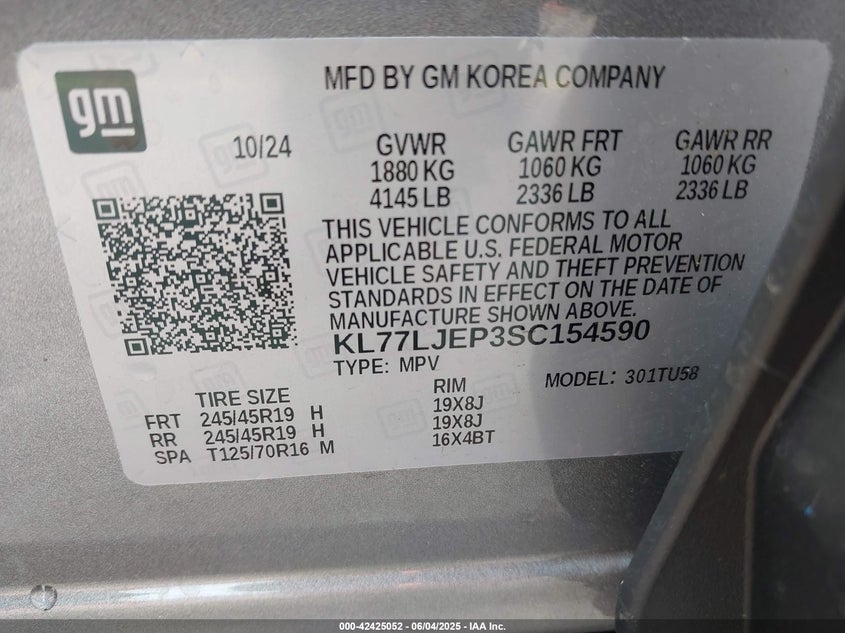 gm
MFD BY GM KOREA COMPANY
10/24
GVWR GAWR FRT GAWR RR
1880 KG 1060 KG 1060 KG
4145 LB 2336 LB 2336 LB
THIS VEHICLE CONFORMS TO ALL
APPLICABLE U.S. FEDERAL MOTOR
VEHICLE SAFETY AND THEFT PREVENTION
STANDARDS IN EFFECT ON THE DATE OF
MANUFACTURE SHOWN ABOVE.
KL77LJEP3SC154590
TYPE: MPV MODEL: 301TU58
TIRE SIZE RIM
FRT 245/45R19 H 19X8J
RR 245/45R19 H 19X8J
SPA T125/70R16 M 16X4BT
000-42425052 - 06/04/2025 - IAA Inc.